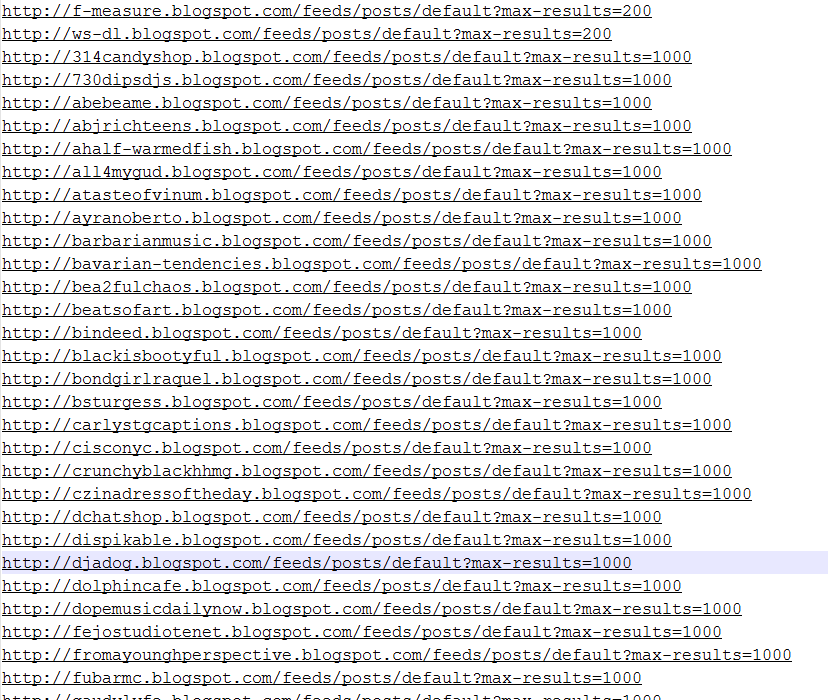 http://f-measure.blogspot.com/feeds/posts/default?max-results=200
http://ws-dl.blogspot.com/feeds/posts/default?max-results=200
http://314candyshop.blogspot.com/feeds/posts/default?max-results=1000
http://730dipsdjs.blogspot.com/feeds/posts/default?max-results=1000
http://abebeame.blogspot.com/feeds/posts/default?max-results=1000
http://abjrichteens.blogspot.com/feeds/posts/default?max-results=1000
http://ahalf-warmedfish.blogspot.com/feeds/posts/default?max-results=1000
http://all4mygud.blogspot.com/feeds/posts/default?max-results=1000
http://atasteofvinum.blogspot.com/feeds/posts/default?max-results=1000
http://ayranoberto.blogspot.com/feeds/posts/default?max-results=1000
http://barbarianmusic.blogspot.com/feeds/posts/default?max-results=1000
http://bavarian-tendencies.blogspot.com/feeds/posts/default?max-results=1000
http://bea2fulchaos.blogspot.com/feeds/posts/default?max-results=1000
http://beatsofart.blogspot.com/feeds/posts/default?max-results=1000
http://bindeed.blogspot.com/feeds/posts/default?max-results=1000
http://blackisbootyful.blogspot.com/feeds/posts/default?max-results=1000
http://bondgirlraquel.blogspot.com/feeds/posts/default?max-results=1000
http://bsturgess.blogspot.com/feeds/posts/default?max-results=1000
http://carlystgcaptions.blogspot.com/feeds/posts/default?max-results=1000
http://cisconyc.blogspot.com/feeds/posts/default?max-results=1000
http://crunchyblackhhmg.blogspot.com/feeds/posts/default?max-results=1000
http://czinadressoftheday.blogspot.com/feeds/posts/default?max-results=1000
http://dchatshop.blogspot.com/feeds/posts/default?max-results=1000
http://dispikable.blogspot.com/feeds/posts/default?max-results=1000
http://djadog.blogspot.com/feeds/posts/default?max-results=1000
http://dolphincafe.blogspot.com/feeds/posts/default?max-results=1000
http://dopemusicdailynow.blogspot.com/feeds/posts/default?max-results=1000
http://fejostudiotenet.blogspot.com/feeds/posts/default?max-results=1000
http://fromayounghperspective.blogspot.com/feeds/posts/default?max-results=1000
http://fubarmc.blogspot.com/feeds/posts/default?max-results=1000